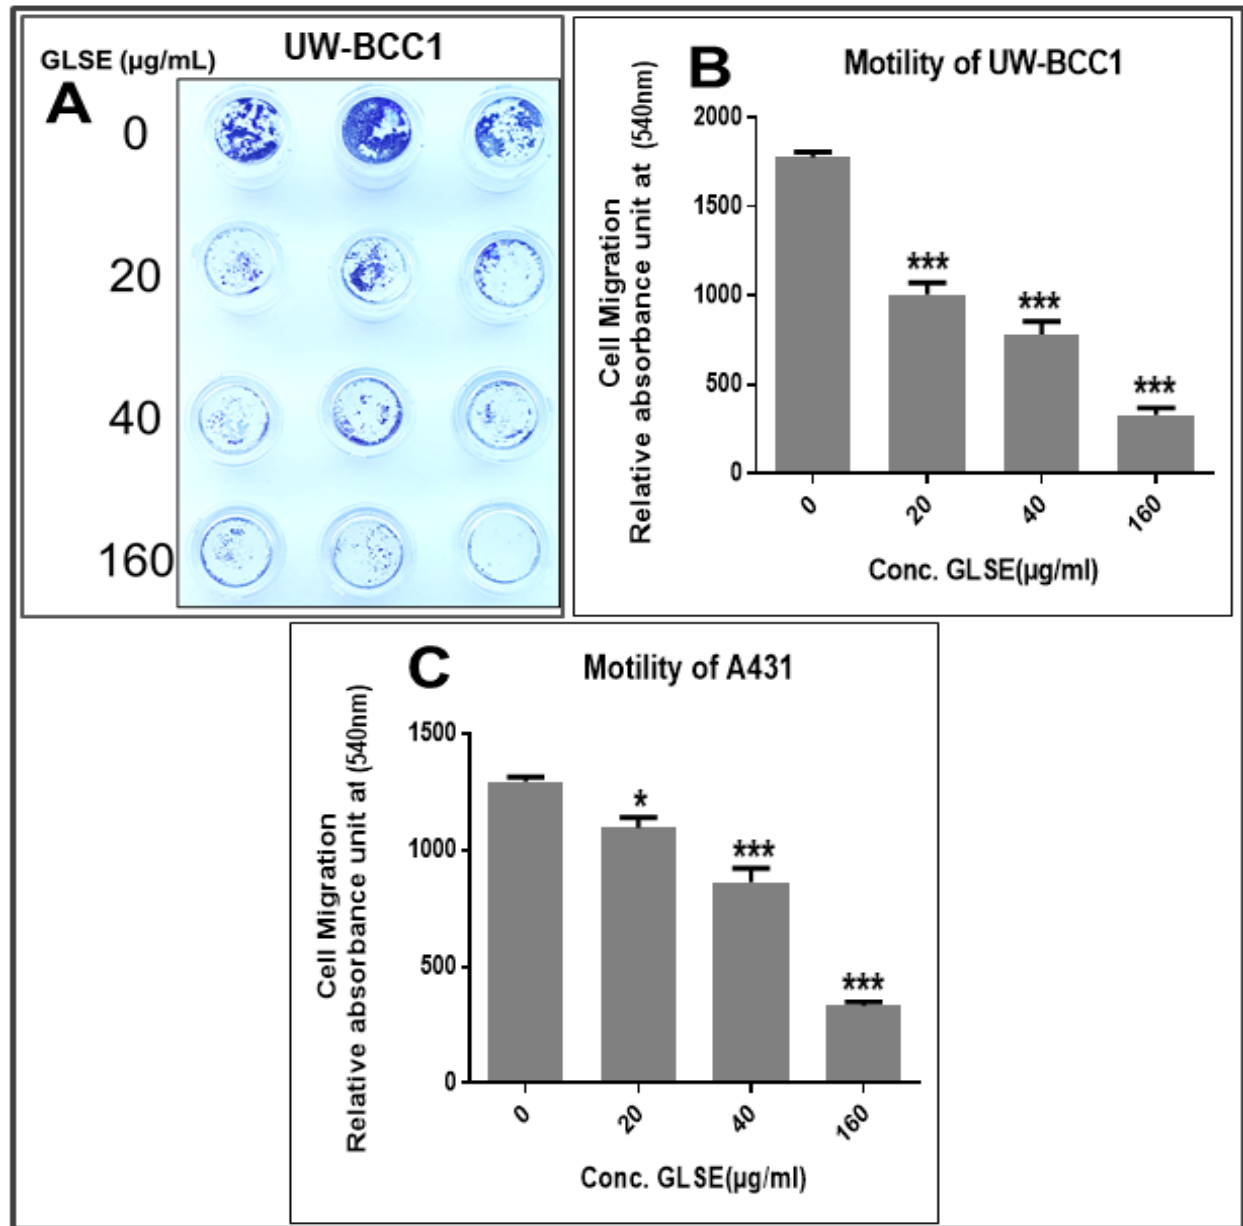 GLSE (µg/mL)
UW-BCC1
A
0
20
40
160
B
Motility of UW-BCC1
Cell Migration
Relative absorbance unit at (540nm)
2000
1500
1000
500
0
***
***
***
0
20
40
160
Conc. GLSE(µg/ml)
C
Motility of A431
Cell Migration
Relative absorbance unit at (540nm)
1500
1000
500
0
*
***
***
0
20
40
160
Conc. GLSE(µg/ml)